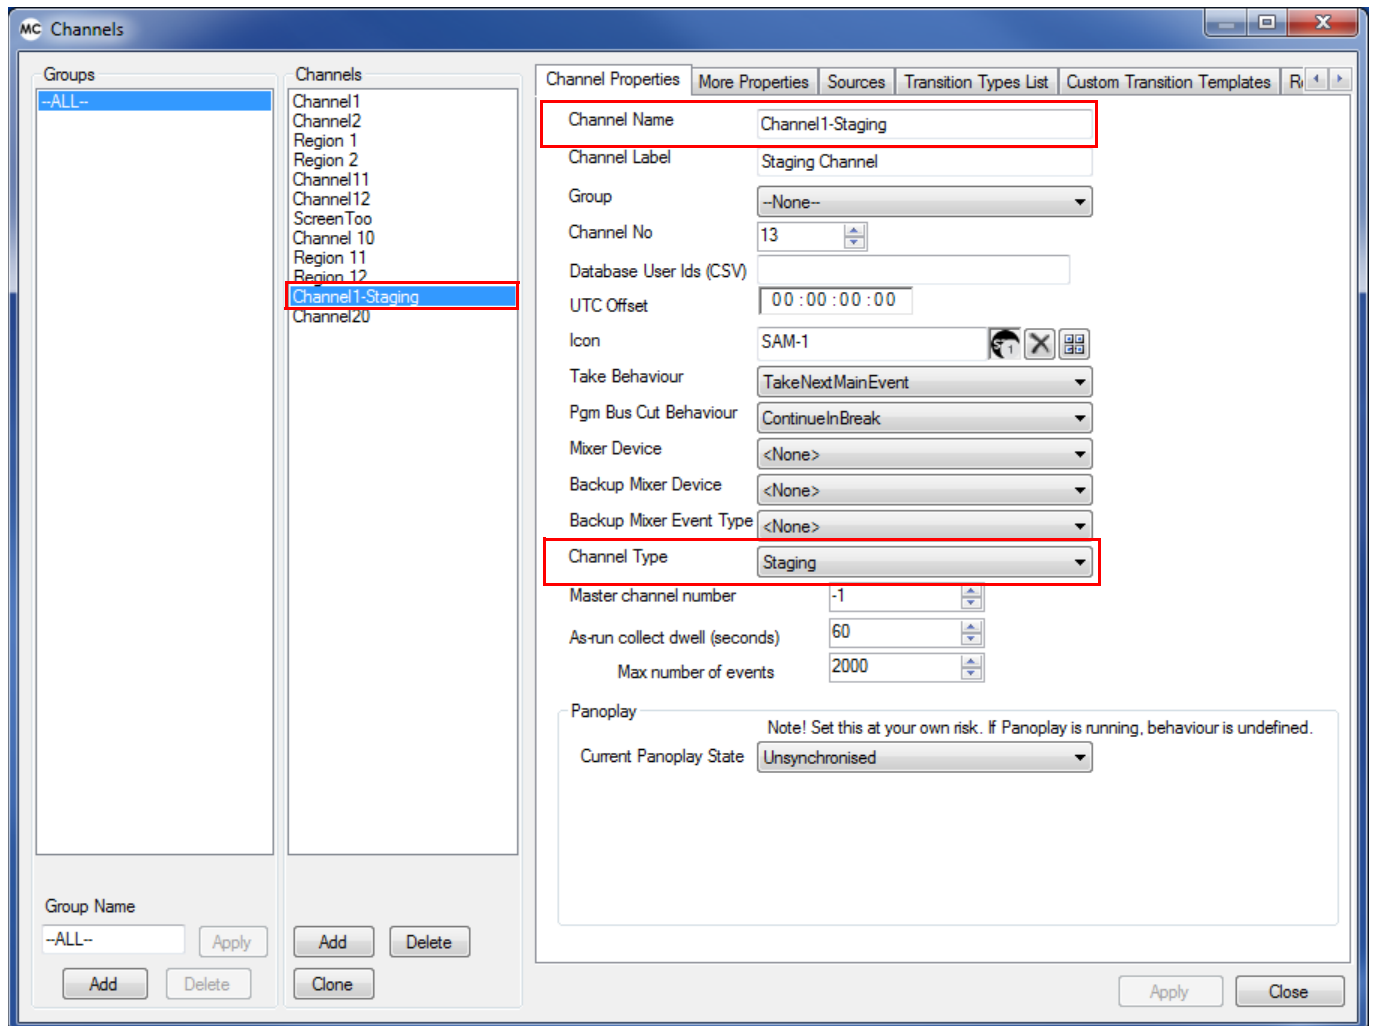 MC Channels
Groups
--ALL--
Group Name
--ALL--
Apply
Add
Delete
Channels
Channel1
Channel2
Region 1
Region 2
Channel11
Channel12
ScreenToo
Channel 10
Region 11
Region 12
Channel1-Staging
Channel20
Add
Delete
Clone
Channel Properties
More Properties
Sources
Transition Types List
Custom Transition Templates
Channel Name Channel1-Staging
Channel Label Staging Channel
Group --None--
Channel No 13
Database User Ids (CSV)
UTC Offset 00:00:00:00
Icon SAM-1
Take Behaviour TakeNextMainEvent
Pgm Bus Cut Behaviour ContinueInBreak
Mixer Device <None>
Backup Mixer Device <None>
Backup Mixer Event Type <None>
Channel Type Staging
Master channel number -1
As-run collect dwell (seconds) 60
Max number of events 2000
Panoplay
Note! Set this at your own risk. If Panoplay is running, behaviour is undefined.
Current Panoplay State Unsynchronised
Apply
Close